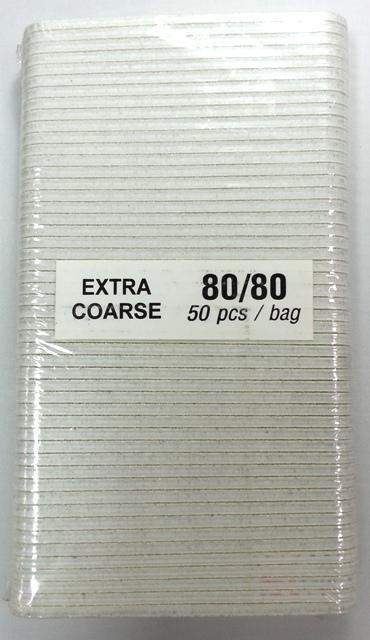 EXTRA
COARSE
80/80
50 pcs / bag